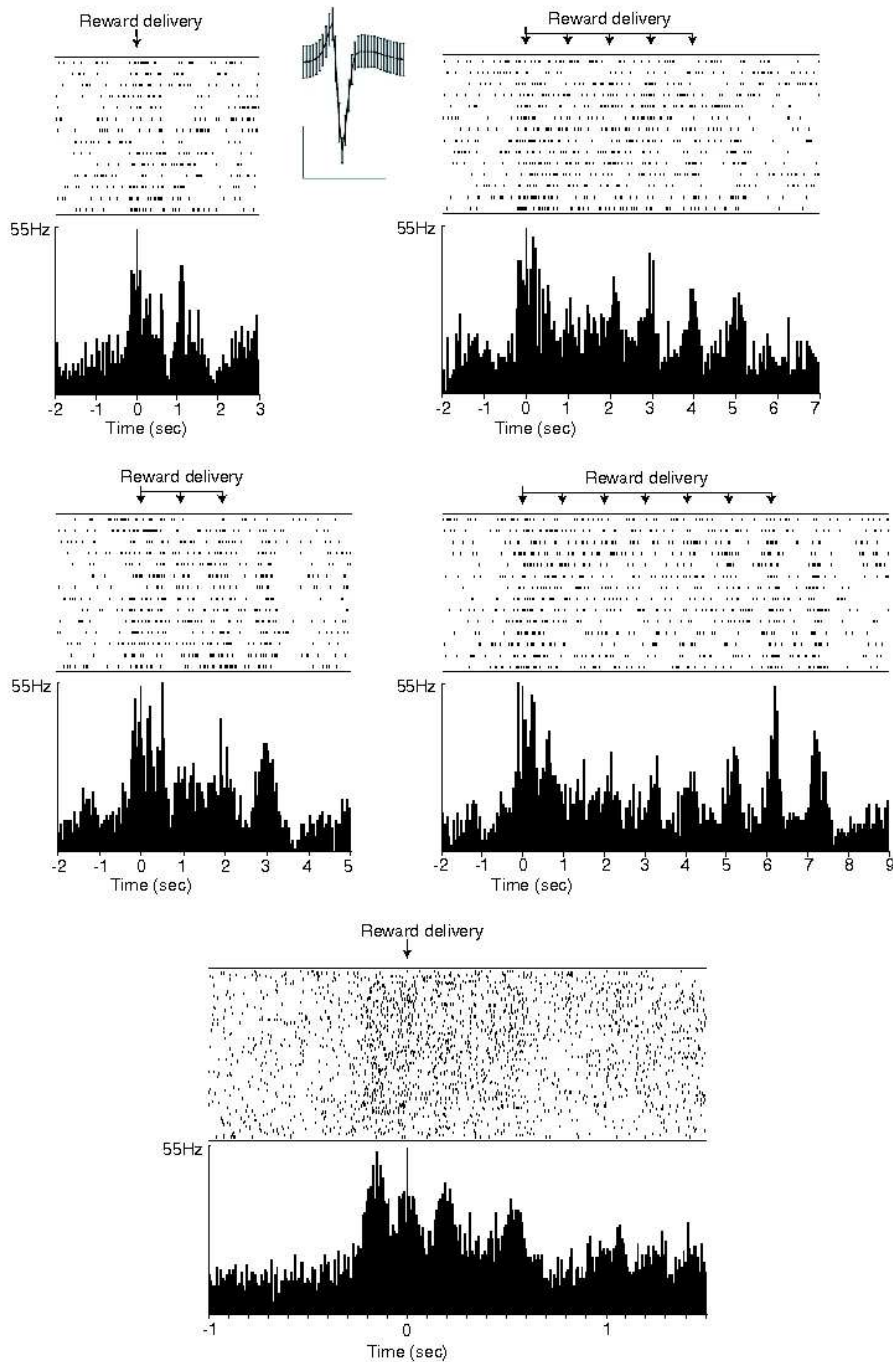 Reward delivery
55Hz
-2 -1 0 1 2 3
Time (sec)
Reward delivery
55Hz
-2 -1 0 1 2 3 4 5 6 7
Time (sec)
Reward delivery
55Hz
-2 -1 0 1 2 3 4 5
Time (sec)
Reward delivery
55Hz
-2 -1 0 1 2 3 4 5 6 7 8 9
Time (sec)
Reward delivery
55Hz
-1 0 1
Time (sec)